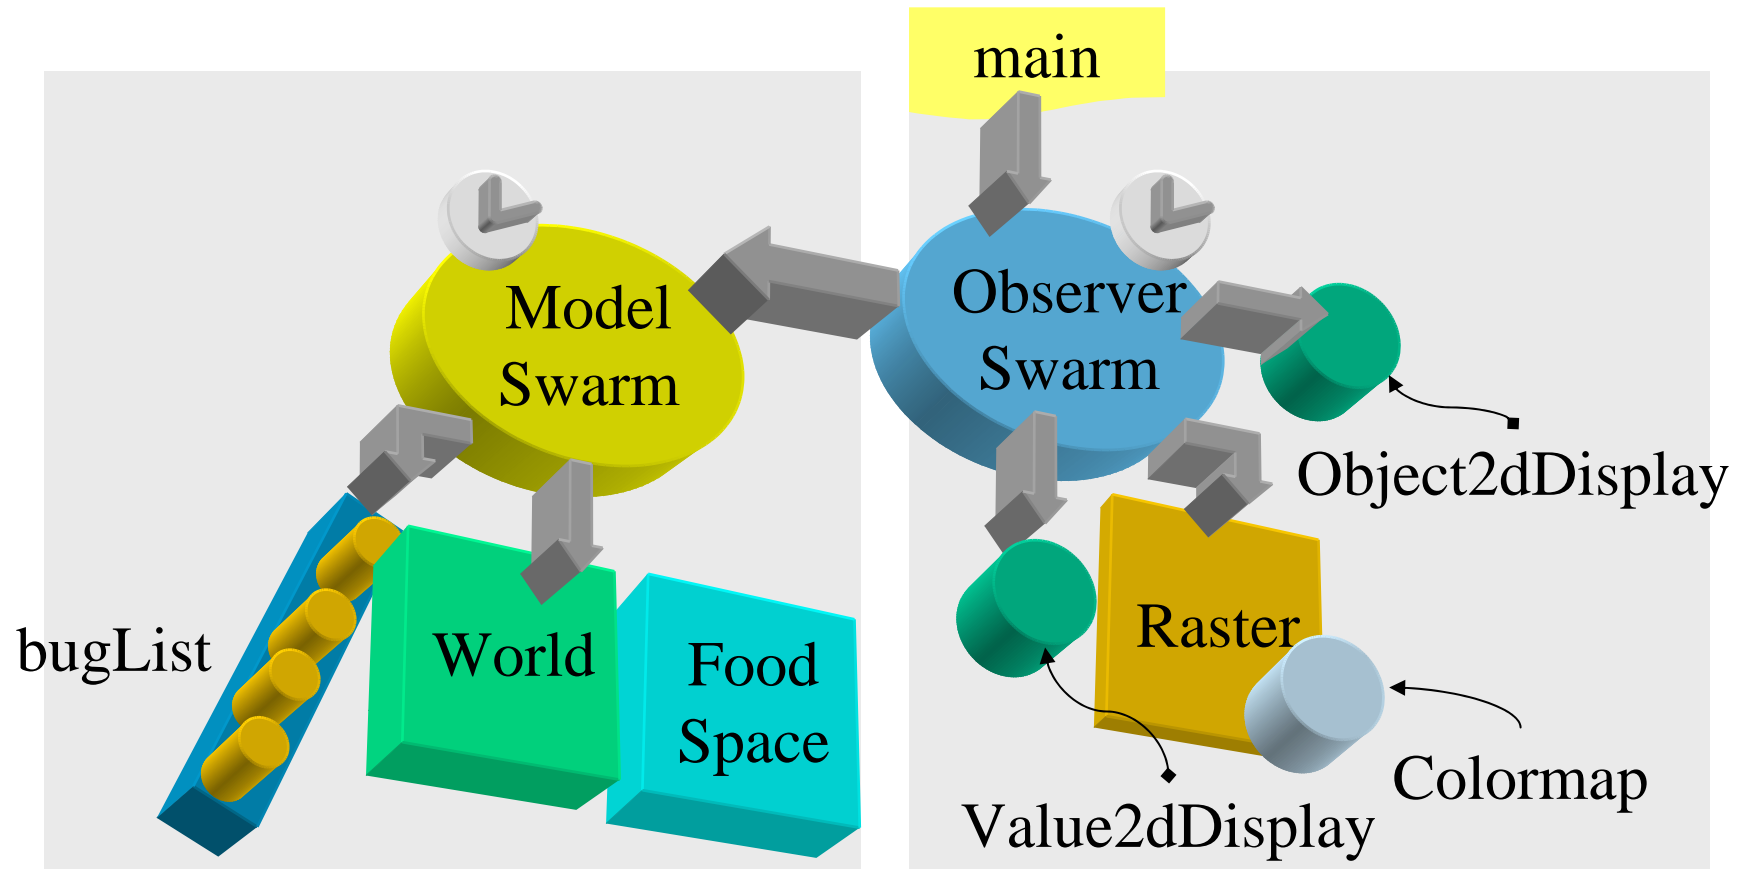 main
Model
Swarm
Observer
Swarm
Object2dDisplay
bugList
World
Food
Space
Raster
Colormap
Value2dDisplay